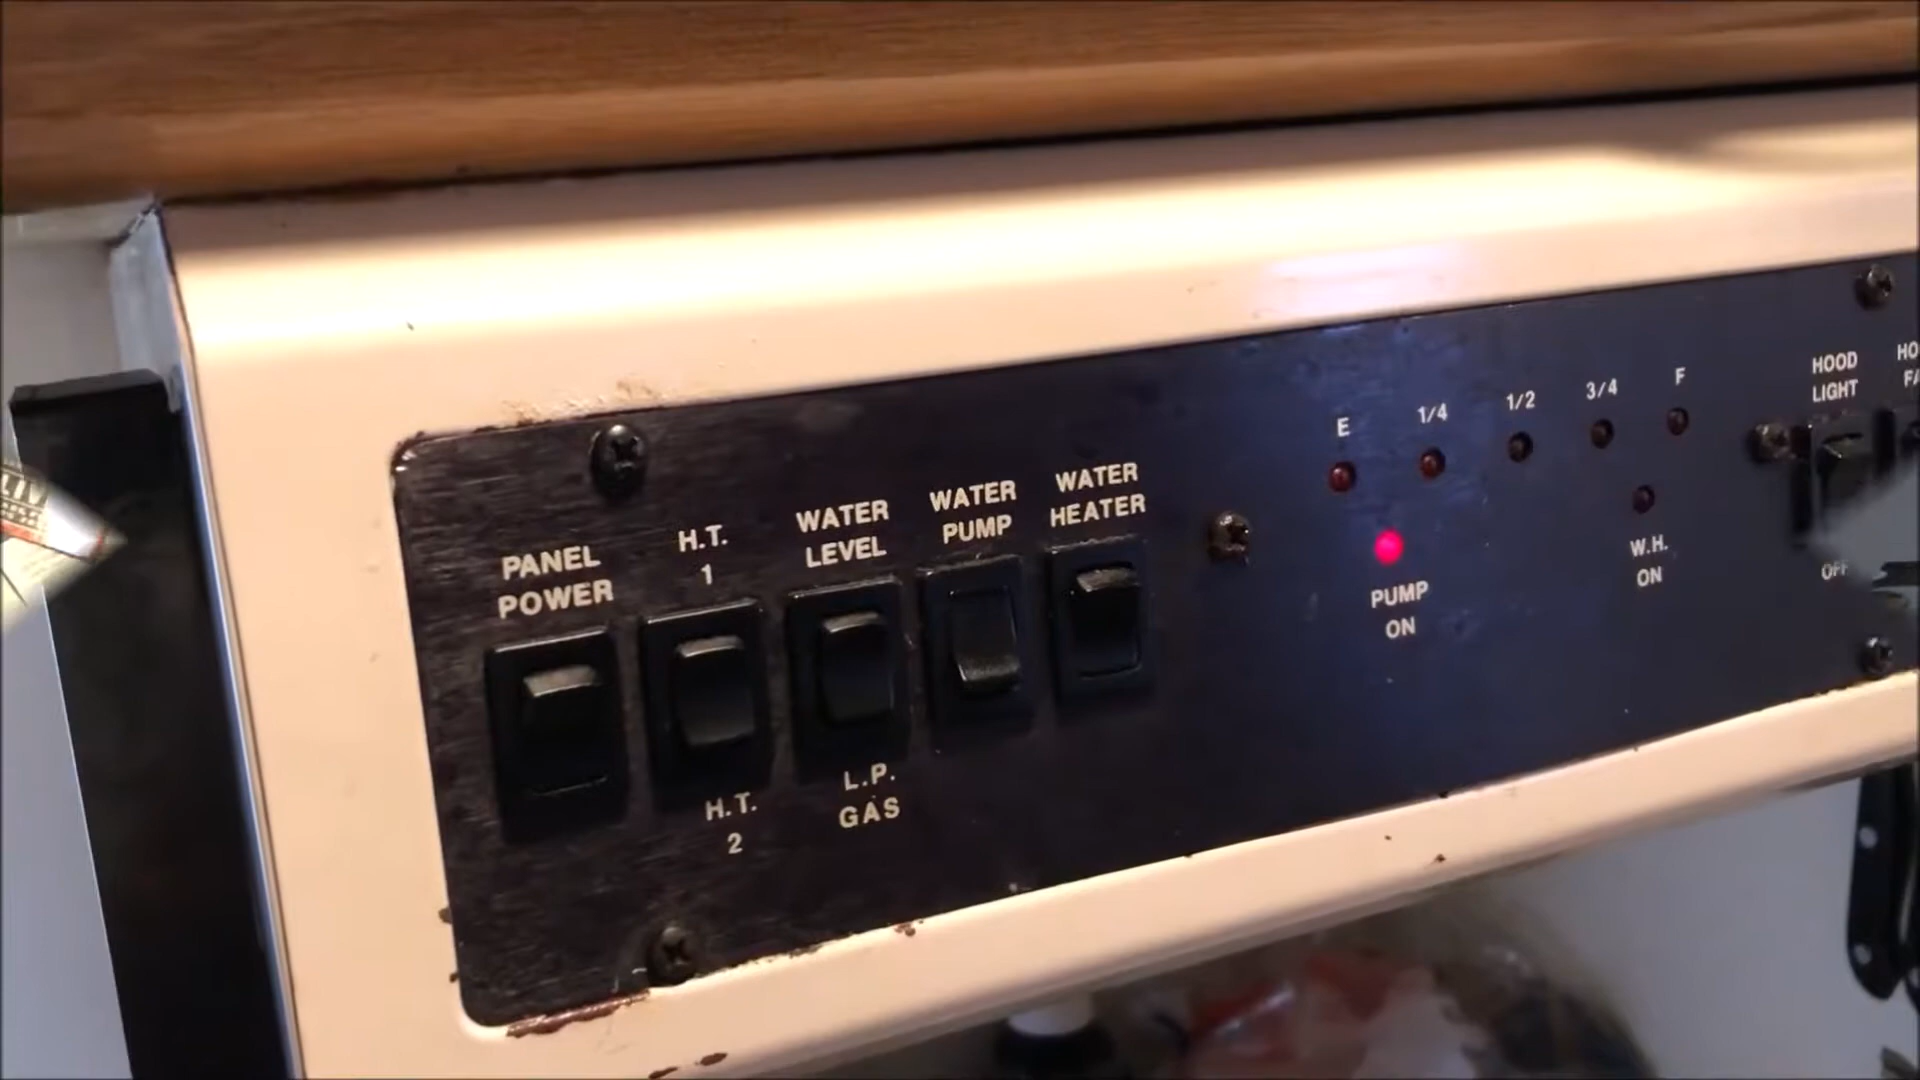 PANEL
POWER
H.T.
1
H.T.
2
WATER
LEVEL
L.P.
GAS
WATER
PUMP
WATER
HEATER
E
1/4
1/2
3/4
F
PUMP
ON
W.H.
ON
HOOD
LIGHT